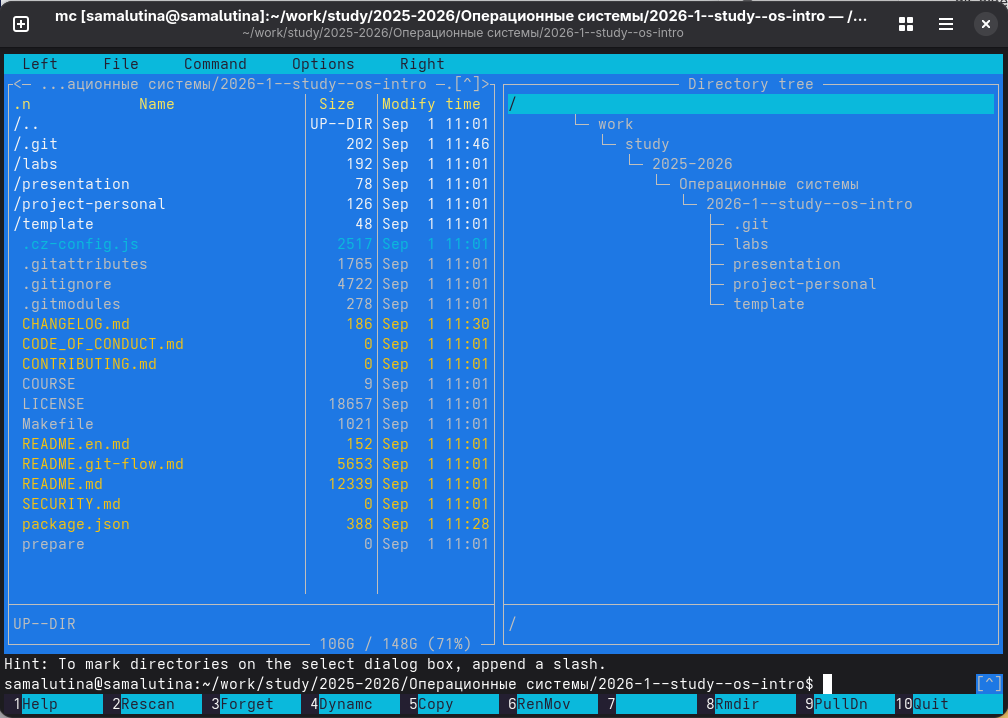 mc [samalutina@samalutina]:~/work/study/2025-2026/Операционные системы/2026-1--study--os-intro — /...
~/work/study/2025-2026/Операционные системы/2026-1--study--os-intro
Left File Command Options Right
<— ...ационные системы/2026-1--study--os-intro —.[^]>
.n Name Size Modify time
/.. UP--DIR Sep 1 11:01
/.git 202 Sep 1 11:46
/labs 192 Sep 1 11:01
/presentation 78 Sep 1 11:01
/project-personal 126 Sep 1 11:01
/template 48 Sep 1 11:01
.cz-config.js 2517 Sep 1 11:01
.gitattributes 1765 Sep 1 11:01
.gitignore 4722 Sep 1 11:01
.gitmodules 278 Sep 1 11:01
CHANGELOG.md 186 Sep 1 11:30
CODE_OF_CONDUCT.md 0 Sep 1 11:01
CONTRIBUTING.md 0 Sep 1 11:01
COURSE 9 Sep 1 11:01
LICENSE 18657 Sep 1 11:01
Makefile 1021 Sep 1 11:01
README.en.md 152 Sep 1 11:01
README.git-flow.md 5653 Sep 1 11:01
README.md 12339 Sep 1 11:01
SECURITY.md 0 Sep 1 11:01
package.json 388 Sep 1 11:28
prepare 0 Sep 1 11:01
UP--DIR
106G / 148G (71%)
Directory tree
/
work
study
2025-2026
Операционные системы
2026-1--study--os-intro
.git
labs
presentation
project-personal
template
/
Hint: To mark directories on the select dialog box, append a slash.
samalutina@samalutina:~/work/study/2025-2026/Операционные системы/2026-1--study--os-intro$ [^]
1Help 2Rescan 3Forget 4Dynamc 5Copy 6RenMov 7 8Rmdir 9PullDn 10Quit